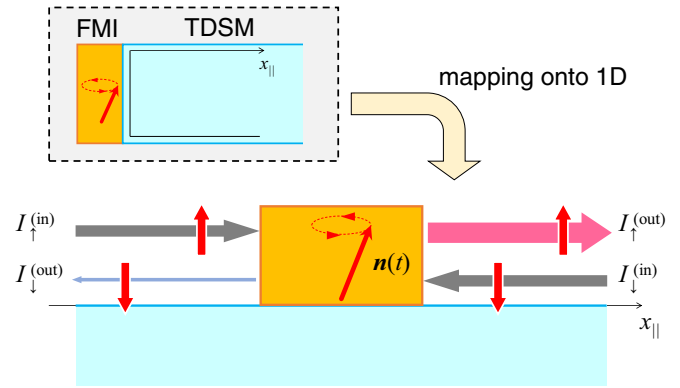 FMI TDSM
x||
mapping onto 1D
I↑(in) I↑(out)
I↓(out) n(t) I↓(in)
x||